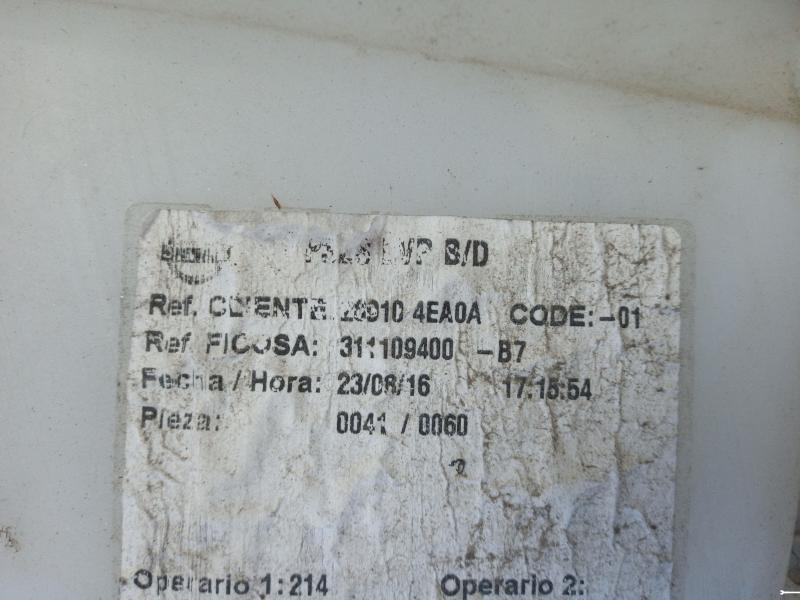 B/D
Ref. CLIENTE: 28910 4EA0A CODE:-01
Ref FICOSA: 311109400 -B7
Fecha / Hora: 23/08/16 17:15:54
Pieza: 0041 / 0060
Operario 1:214 Operario 2: